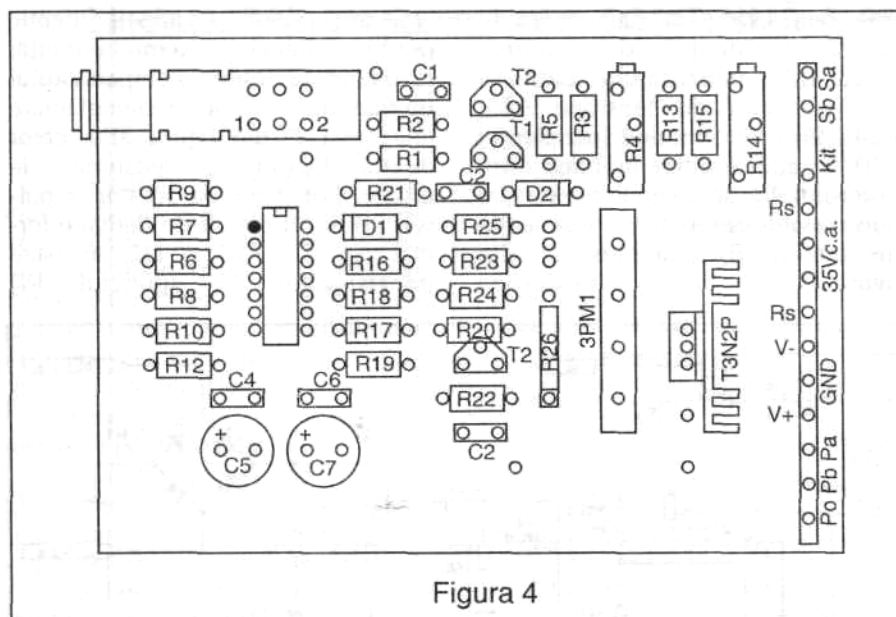 C1
T2
1
2
R2
T1
R1
R5
R3
R4
R13
R15
R14
Sb Sa
Kit
R9
R21
C2
D2
Rs
R7
D1
R25
R6
R16
R23
35Vc.a.
R8
R18
R24
3PM1
Rs
R10
R17
R20
T2
R26
T3N2P
V-
R12
R19
GND
C4
C6
R22
V+
+
C5
+
C7
C2
Po Pb Pa
Figura 4